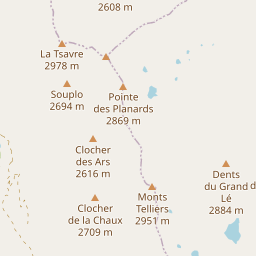 2608 m
La Tsavre
2978 m
Souplo
2694 m
Pointe
des Planards
2869 m
Clocher
des Ars
2616 m
Dents
du Grand
Lé
2884 m
d
Monts
Telliers
2951 m
Clocher
de la Chaux
2709 m